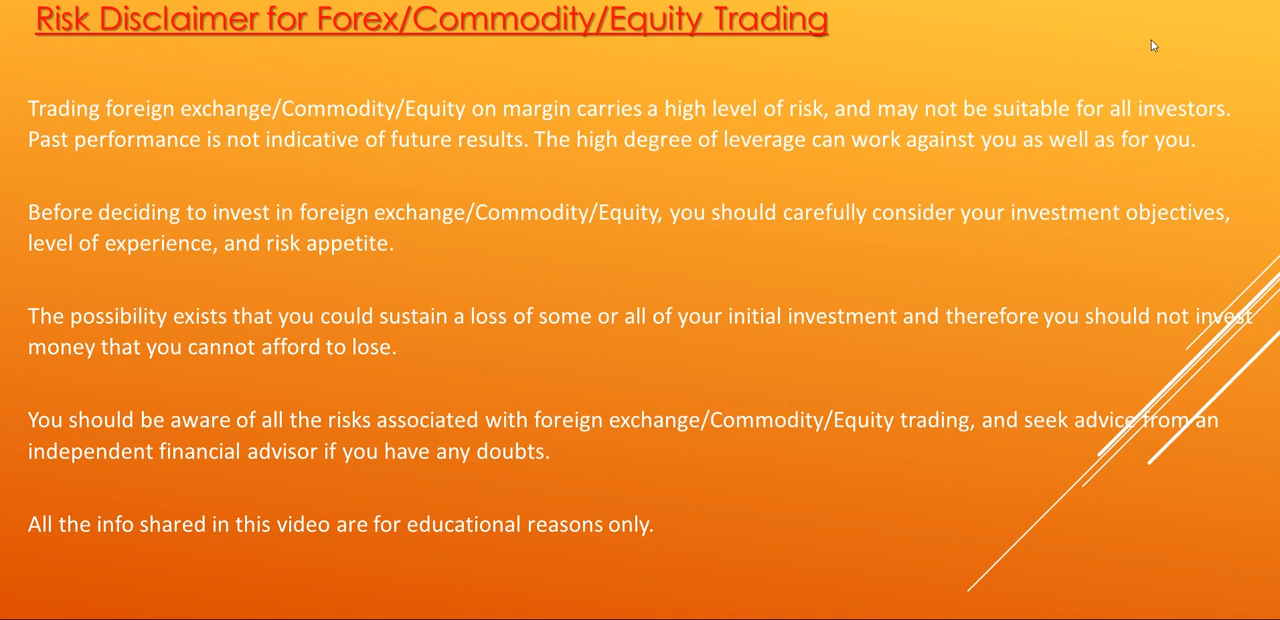 Risk Disclaimer for Forex/Commodity/Equity Trading
Trading foreign exchange/Commodity/Equity on margin carries a high level of risk, and may not be suitable for all investors.
Past performance is not indicative of future results. The high degree of leverage can work against you as well as for you.
Before deciding to invest in foreign exchange/Commodity/Equity, you should carefully consider your investment objectives,
level of experience, and risk appetite.
The possibility exists that you could sustain a loss of some or all of your initial investment and therefore you should not invest
money that you cannot afford to lose.
You should be aware of all the risks associated with foreign exchange/Commodity/Equity trading, and seek advice from an
independent financial advisor if you have any doubts.
All the info shared in this video are for educational reasons only.